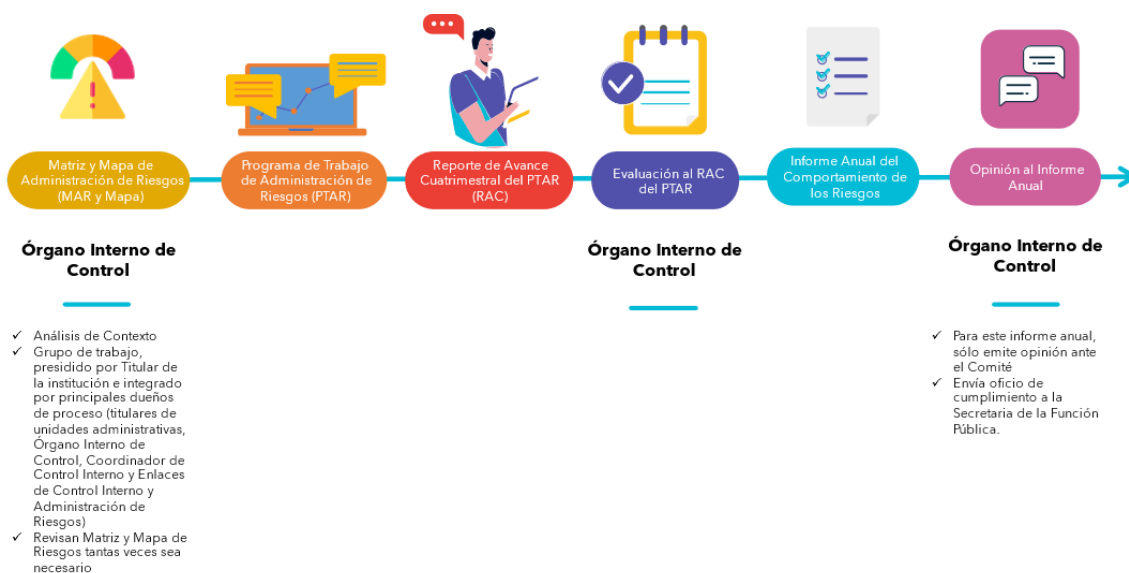 Matriz y Mapa de
Administración de Riesgos
(MAR y Mapa)
Programa de Trabajo
de Administración de
Riesgos (PTAR)
Reporte de Avance
Cuatrimestral del PTAR
(RAC)
Evaluación al RAC
del PTAR
Informe Anual del
Comportamiento de
los Riesgos
Opinión al Informe
Anual
Órgano Interno de
Control
✓ Análisis de Contexto
✓ Grupo de trabajo,
presidido por Titular de
la institución e integrado
por principales dueños
de proceso (titulares de
unidades administrativas,
Órgano Interno de
Control, Coordinador de
Control Interno y Enlaces
de Control Interno y
Administración de
Riesgos)
✓ Revisan Matriz y Mapa de
Riesgos tantas veces sea
necesario
Órgano Interno de
Control
Órgano Interno de
Control
✓ Para este informe anual,
sólo emite opinión ante
el Comité
✓ Envía oficio de
cumplimiento a la
Secretaria de la Función
Pública.